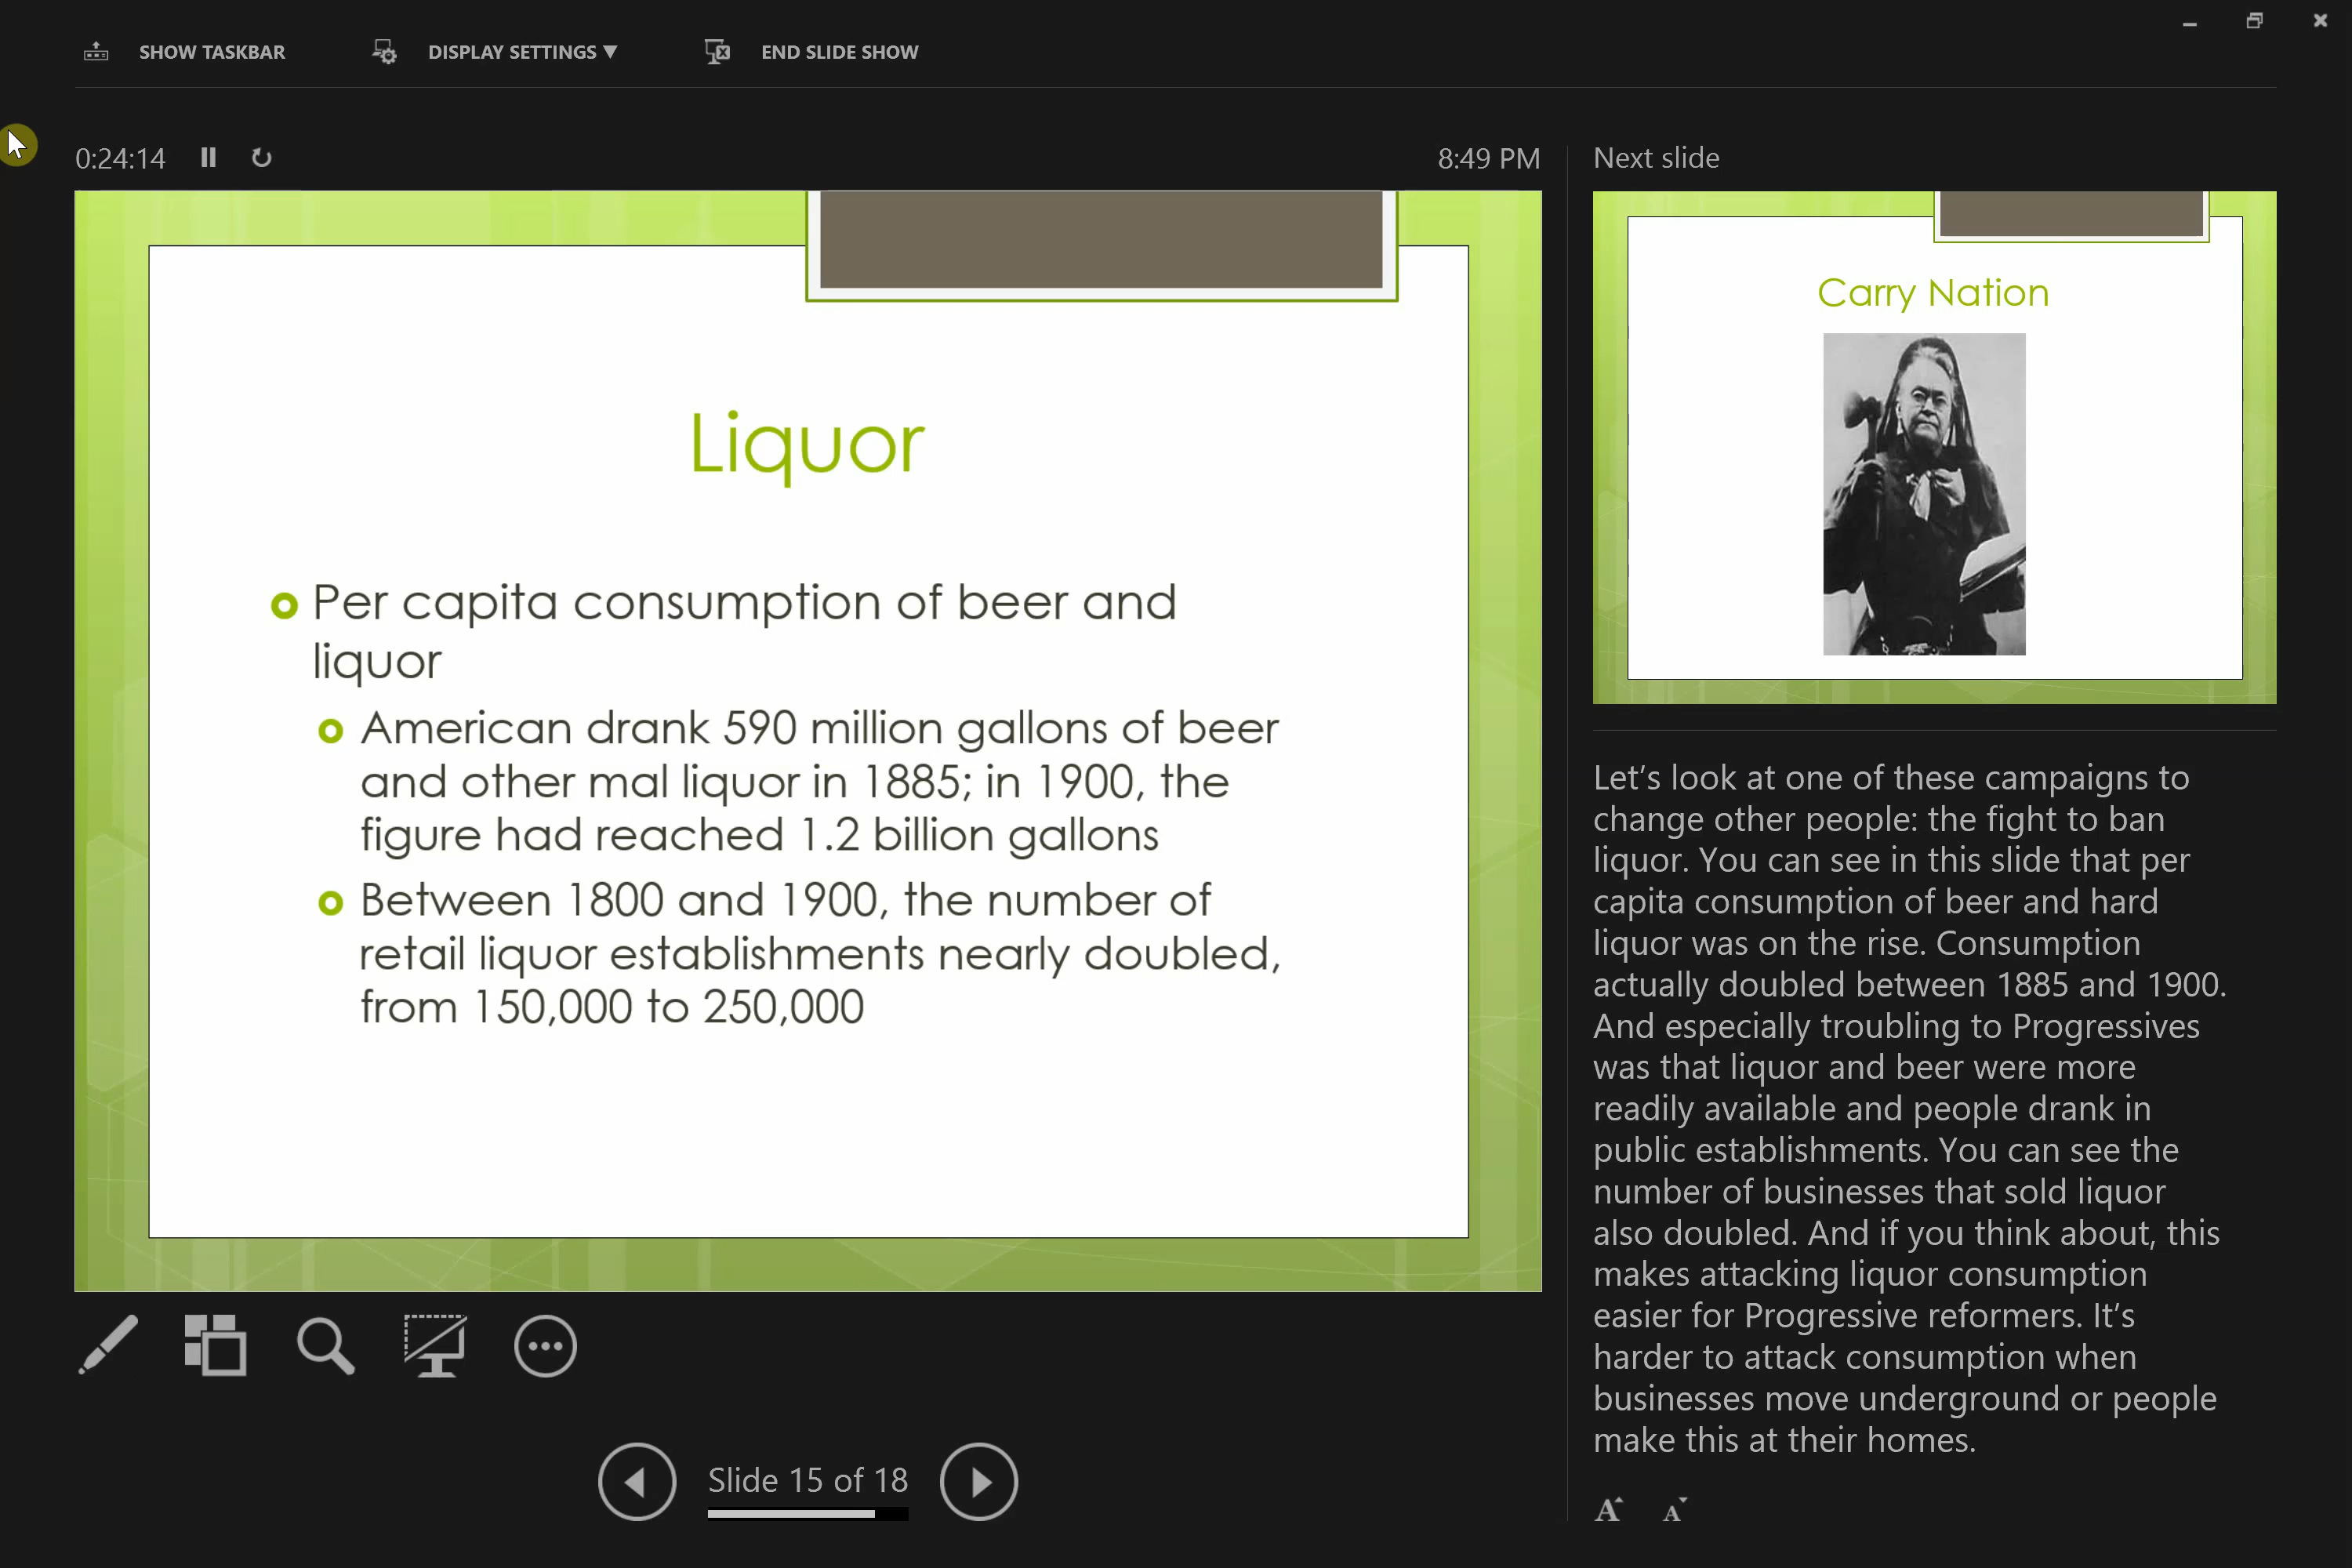 SHOW TASKBAR
DISPLAY SETTINGS ▼
END SLIDE SHOW
0:24:14
8:49 PM
Liquor
Per capita consumption of beer and
liquor
American drank 590 million gallons of beer
and other mal liquor in 1885; in 1900, the
figure had reached 1.2 billion gallons
Between 1800 and 1900, the number of
retail liquor establishments nearly doubled,
from 150,000 to 250,000
Slide 15 of 18
Next slide
Carry Nation
Let’s look at one of these campaigns to
change other people: the fight to ban
liquor. You can see in this slide that per
capita consumption of beer and hard
liquor was on the rise. Consumption
actually doubled between 1885 and 1900.
And especially troubling to Progressives
was that liquor and beer were more
readily available and people drank in
public establishments. You can see the
number of businesses that sold liquor
also doubled. And if you think about, this
makes attacking liquor consumption
easier for Progressive reformers. It’s
harder to attack consumption when
businesses move underground or people
make this at their homes.
A A